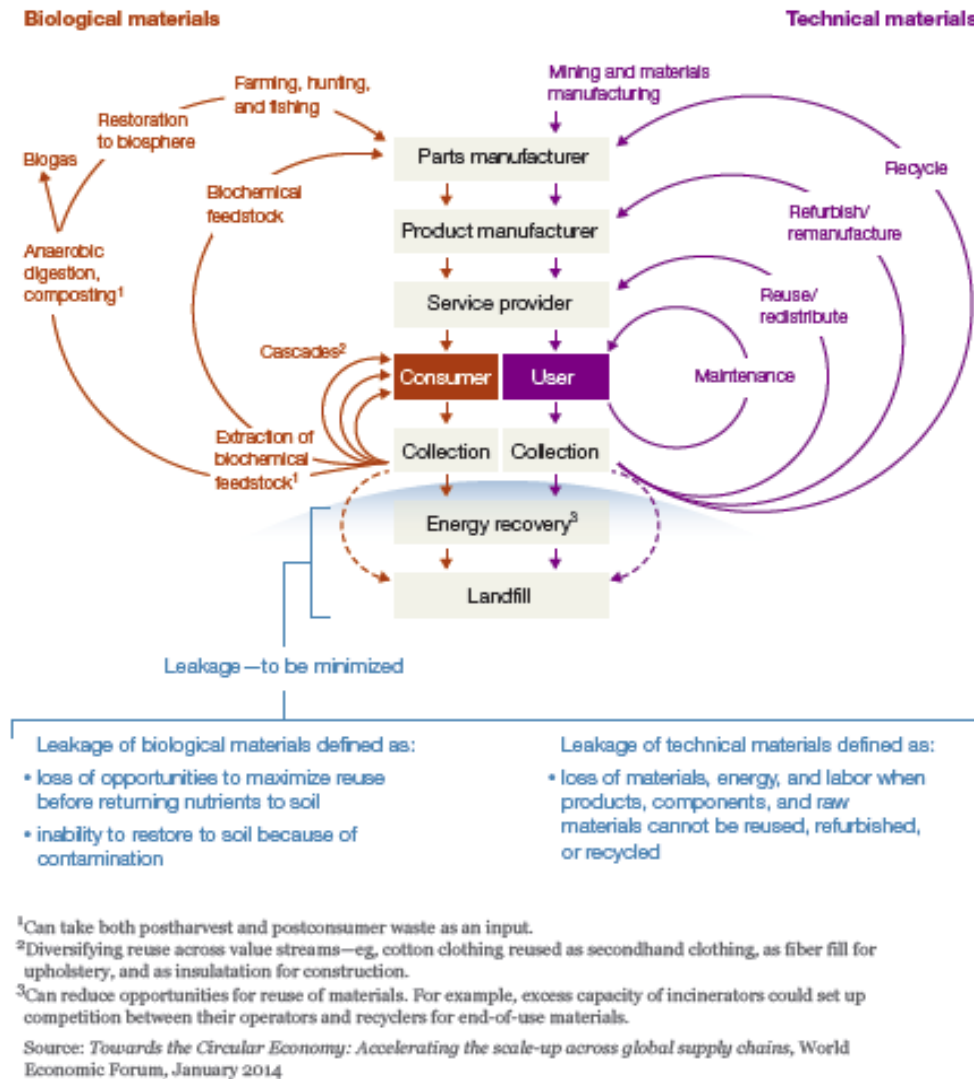 Biological materials
Technical materials
Farming, hunting,
and fishing
Mining and materials
manufacturing
Restoration
to biosphere
Biogas
Parts manufacturer
Recycle
Biochemical
feedstock
Refurbish/
remanufacture
Product manufacturer
Anaerobic
digestion,
composting¹
Service provider
Reuse/
redistribute
Cascades²
Consumer
User
Maintenance
Extraction of
biochemical
feedstock¹
Collection
Collection
Energy recovery³
Landfill
Leakage—to be minimized
Leakage of biological materials defined as:
• loss of opportunities to maximize reuse
before returning nutrients to soil
• inability to restore to soil because of
contamination
Leakage of technical materials defined as:
• loss of materials, energy, and labor when
products, components, and raw
materials cannot be reused, refurbished,
or recycled
¹Can take both postharvest and postconsumer waste as an input.
²Diversifying reuse across value streams—eg, cotton clothing reused as secondhand clothing, as fiber fill for
upholstery, and as insulatation for construction.
³Can reduce opportunities for reuse of materials. For example, excess capacity of incinerators could set up
competition between their operators and recyclers for end-of-use materials.
Source: Towards the Circular Economy: Accelerating the scale-up across global supply chains, World
Economic Forum, January 2014